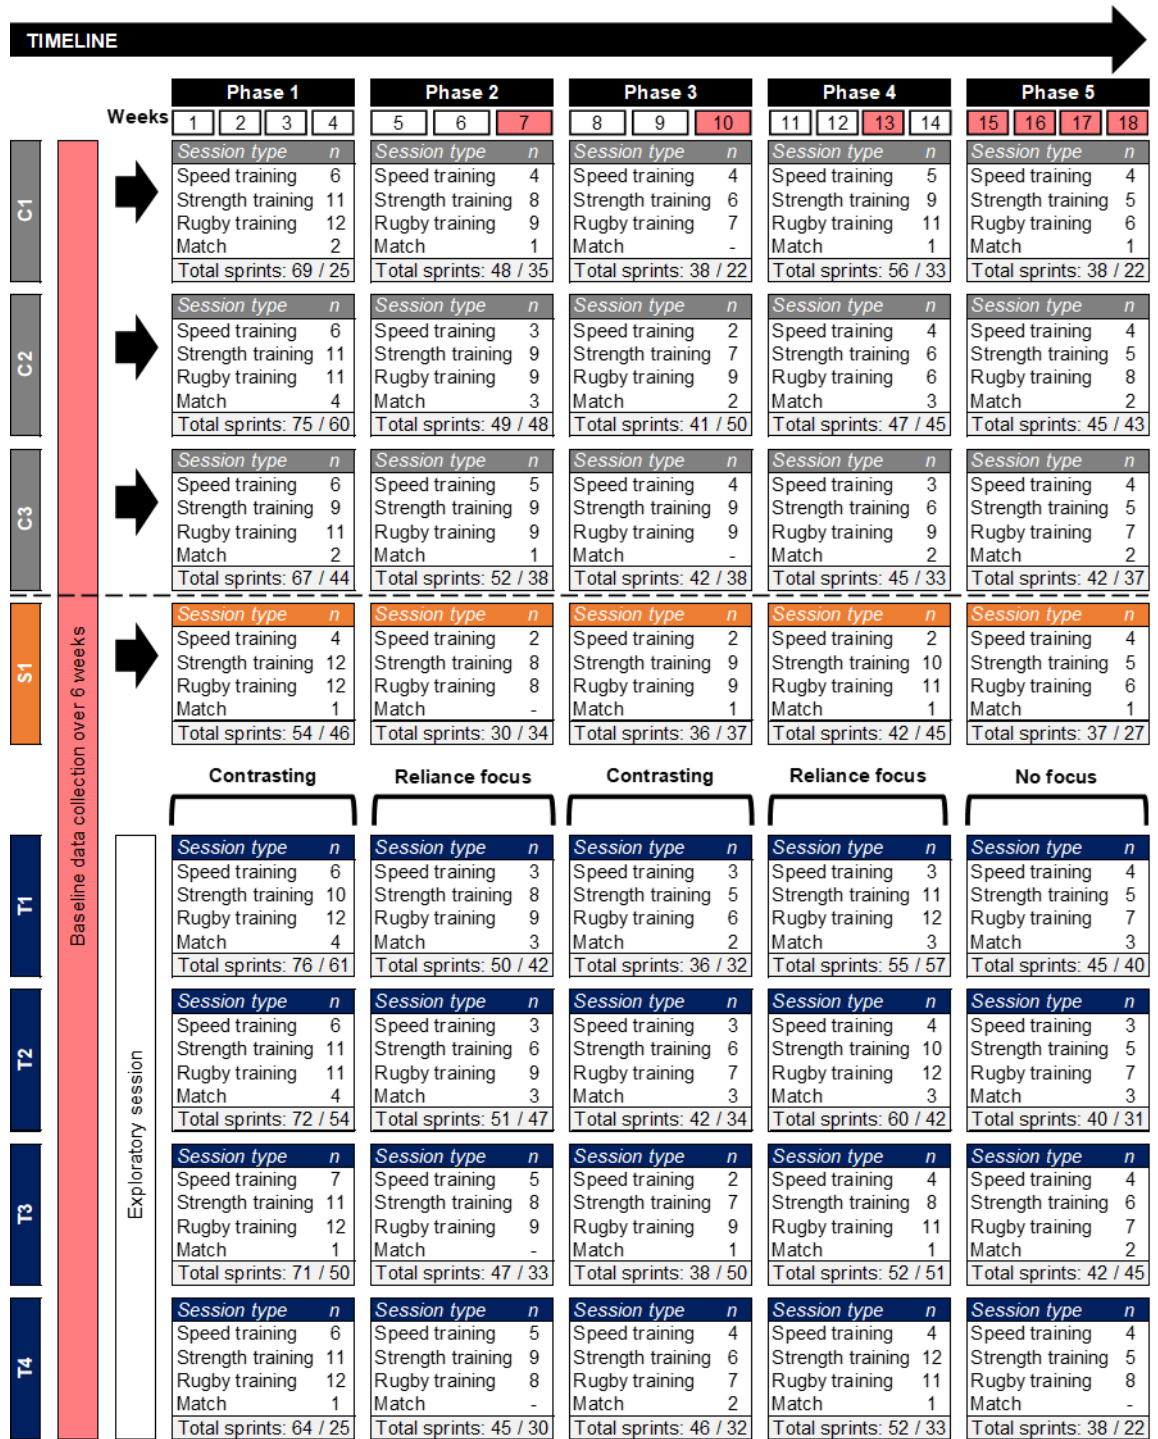 TIMELINE
Phase 1 Phase 2 Phase 3 Phase 4 Phase 5
Weeks 1 2 3 4 5 6 7 8 9 10 11 12 13 14 15 16 17 18
Baseline data collection over 6 weeks
C1
Session type n Session type n Session type n Session type n Session type n
Speed training 6 Speed training 4 Speed training 4 Speed training 5 Speed training 4
Strength training 11 Strength training 8 Strength training 6 Strength training 9 Strength training 5
Rugby training 12 Rugby training 9 Rugby training 7 Rugby training 11 Rugby training 6
Match 2 Match 1 Match - Match 1 Match 1
Total sprints: 69 / 25 Total sprints: 48 / 35 Total sprints: 38 / 22 Total sprints: 56 / 33 Total sprints: 38 / 22
C2
Session type n Session type n Session type n Session type n Session type n
Speed training 6 Speed training 3 Speed training 2 Speed training 4 Speed training 4
Strength training 11 Strength training 9 Strength training 7 Strength training 6 Strength training 5
Rugby training 11 Rugby training 9 Rugby training 9 Rugby training 6 Rugby training 8
Match 4 Match 3 Match 2 Match 3 Match 2
Total sprints: 75 / 60 Total sprints: 49 / 48 Total sprints: 41 / 50 Total sprints: 47 / 45 Total sprints: 45 / 43
C3
Session type n Session type n Session type n Session type n Session type n
Speed training 6 Speed training 5 Speed training 4 Speed training 3 Speed training 4
Strength training 9 Strength training 9 Strength training 9 Strength training 6 Strength training 5
Rugby training 11 Rugby training 9 Rugby training 9 Rugby training 9 Rugby training 7
Match 2 Match 1 Match - Match 2 Match 2
Total sprints: 67 / 44 Total sprints: 52 / 38 Total sprints: 42 / 38 Total sprints: 45 / 33 Total sprints: 42 / 37
S1
Session type n Session type n Session type n Session type n Session type n
Speed training 4 Speed training 2 Speed training 2 Speed training 2 Speed training 4
Strength training 12 Strength training 8 Strength training 9 Strength training 10 Strength training 5
Rugby training 12 Rugby training 8 Rugby training 9 Rugby training 11 Rugby training 6
Match 1 Match - Match 1 Match 1 Match 1
Total sprints: 54 / 46 Total sprints: 30 / 34 Total sprints: 36 / 37 Total sprints: 42 / 45 Total sprints: 37 / 27
Contrasting Reliance focus Contrasting Reliance focus No focus
Exploratory session
T1
Session type n Session type n Session type n Session type n Session type n
Speed training 6 Speed training 3 Speed training 3 Speed training 3 Speed training 4
Strength training 10 Strength training 8 Strength training 5 Strength training 11 Strength training 5
Rugby training 12 Rugby training 9 Rugby training 6 Rugby training 12 Rugby training 7
Match 4 Match 3 Match 2 Match 3 Match 3
Total sprints: 76 / 61 Total sprints: 50 / 42 Total sprints: 36 / 32 Total sprints: 55 / 57 Total sprints: 45 / 40
T2
Session type n Session type n Session type n Session type n Session type n
Speed training 6 Speed training 3 Speed training 3 Speed training 4 Speed training 3
Strength training 11 Strength training 6 Strength training 6 Strength training 10 Strength training 5
Rugby training 11 Rugby training 9 Rugby training 7 Rugby training 12 Rugby training 7
Match 4 Match 3 Match 3 Match 3 Match 3
Total sprints: 72 / 54 Total sprints: 51 / 47 Total sprints: 42 / 34 Total sprints: 60 / 42 Total sprints: 40 / 31
T3
Session type n Session type n Session type n Session type n Session type n
Speed training 7 Speed training 5 Speed training 2 Speed training 4 Speed training 4
Strength training 11 Strength training 8 Strength training 7 Strength training 8 Strength training 6
Rugby training 12 Rugby training 9 Rugby training 9 Rugby training 11 Rugby training 7
Match 1 Match - Match 1 Match 1 Match 2
Total sprints: 71 / 50 Total sprints: 47 / 33 Total sprints: 38 / 50 Total sprints: 52 / 51 Total sprints: 42 / 45
T4
Session type n Session type n Session type n Session type n Session type n
Speed training 6 Speed training 5 Speed training 4 Speed training 4 Speed training 4
Strength training 11 Strength training 9 Strength training 6 Strength training 12 Strength training 5
Rugby training 12 Rugby training 8 Rugby training 7 Rugby training 11 Rugby training 8
Match 1 Match - Match 2 Match 1 Match -
Total sprints: 64 / 25 Total sprints: 45 / 30 Total sprints: 46 / 32 Total sprints: 52 / 33 Total sprints: 38 / 22